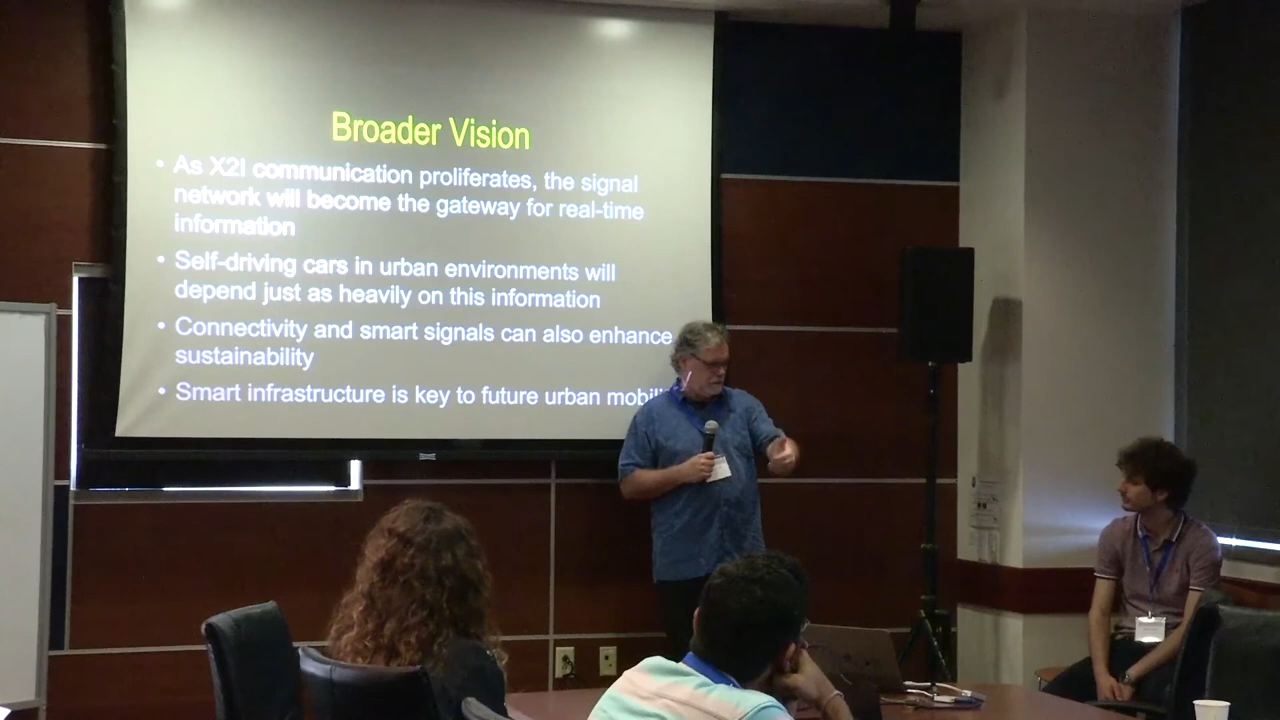 Broader Vision
• As X2I communication proliferates, the signal
network will become the gateway for real-time
information
• Self-driving cars in urban environments will
depend just as heavily on this information
• Connectivity and smart signals can also enhance
sustainability
• Smart infrastructure is key to future urban mobili